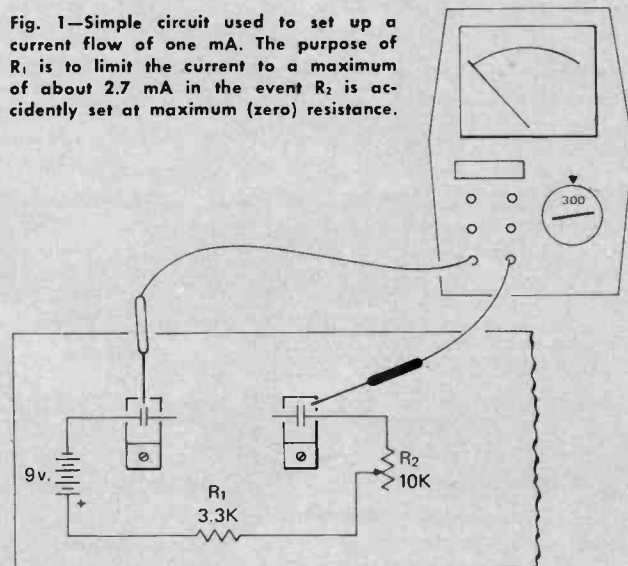 Fig. 1—Simple circuit used to set up a
current flow of one mA. The purpose of
R₁ is to limit the current to a maximum
of about 2.7 mA in the event R₂ is ac-
cidently set at maximum (zero) resistance.
300
9v.
+
R₁
3.3K
R₂
10K